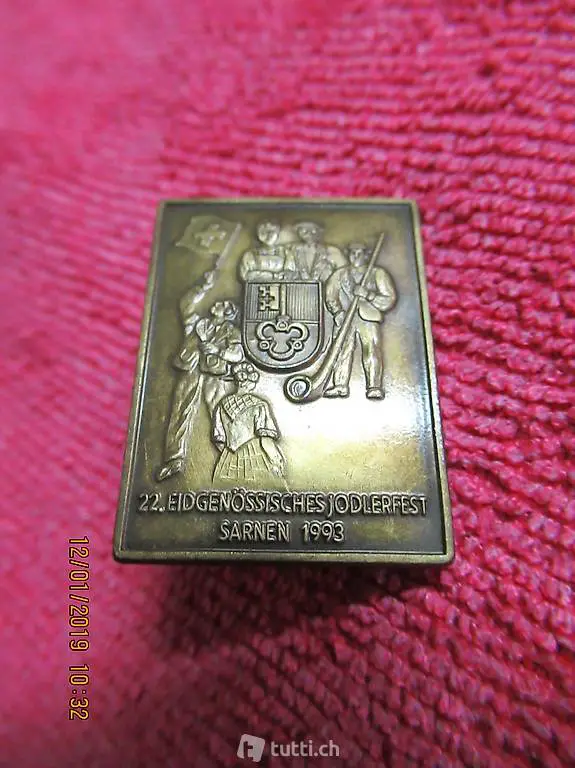 22. EIDGENÖSSISCHES JODLERFEST
SARNEN 1993
12/01/2019 10:32
tutti.ch